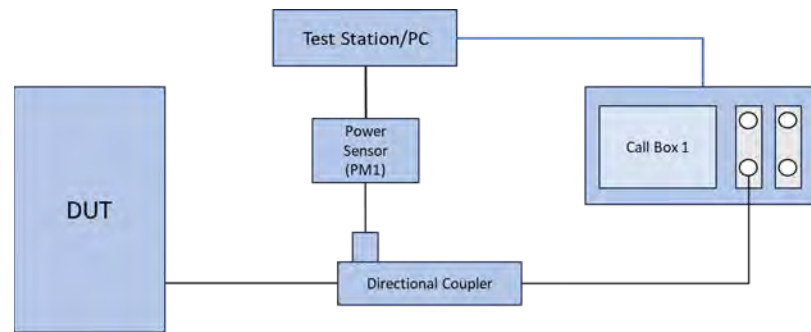 Test Station/PC
Power
Sensor
(PM1)
Call Box 1
DUT
Directional Coupler